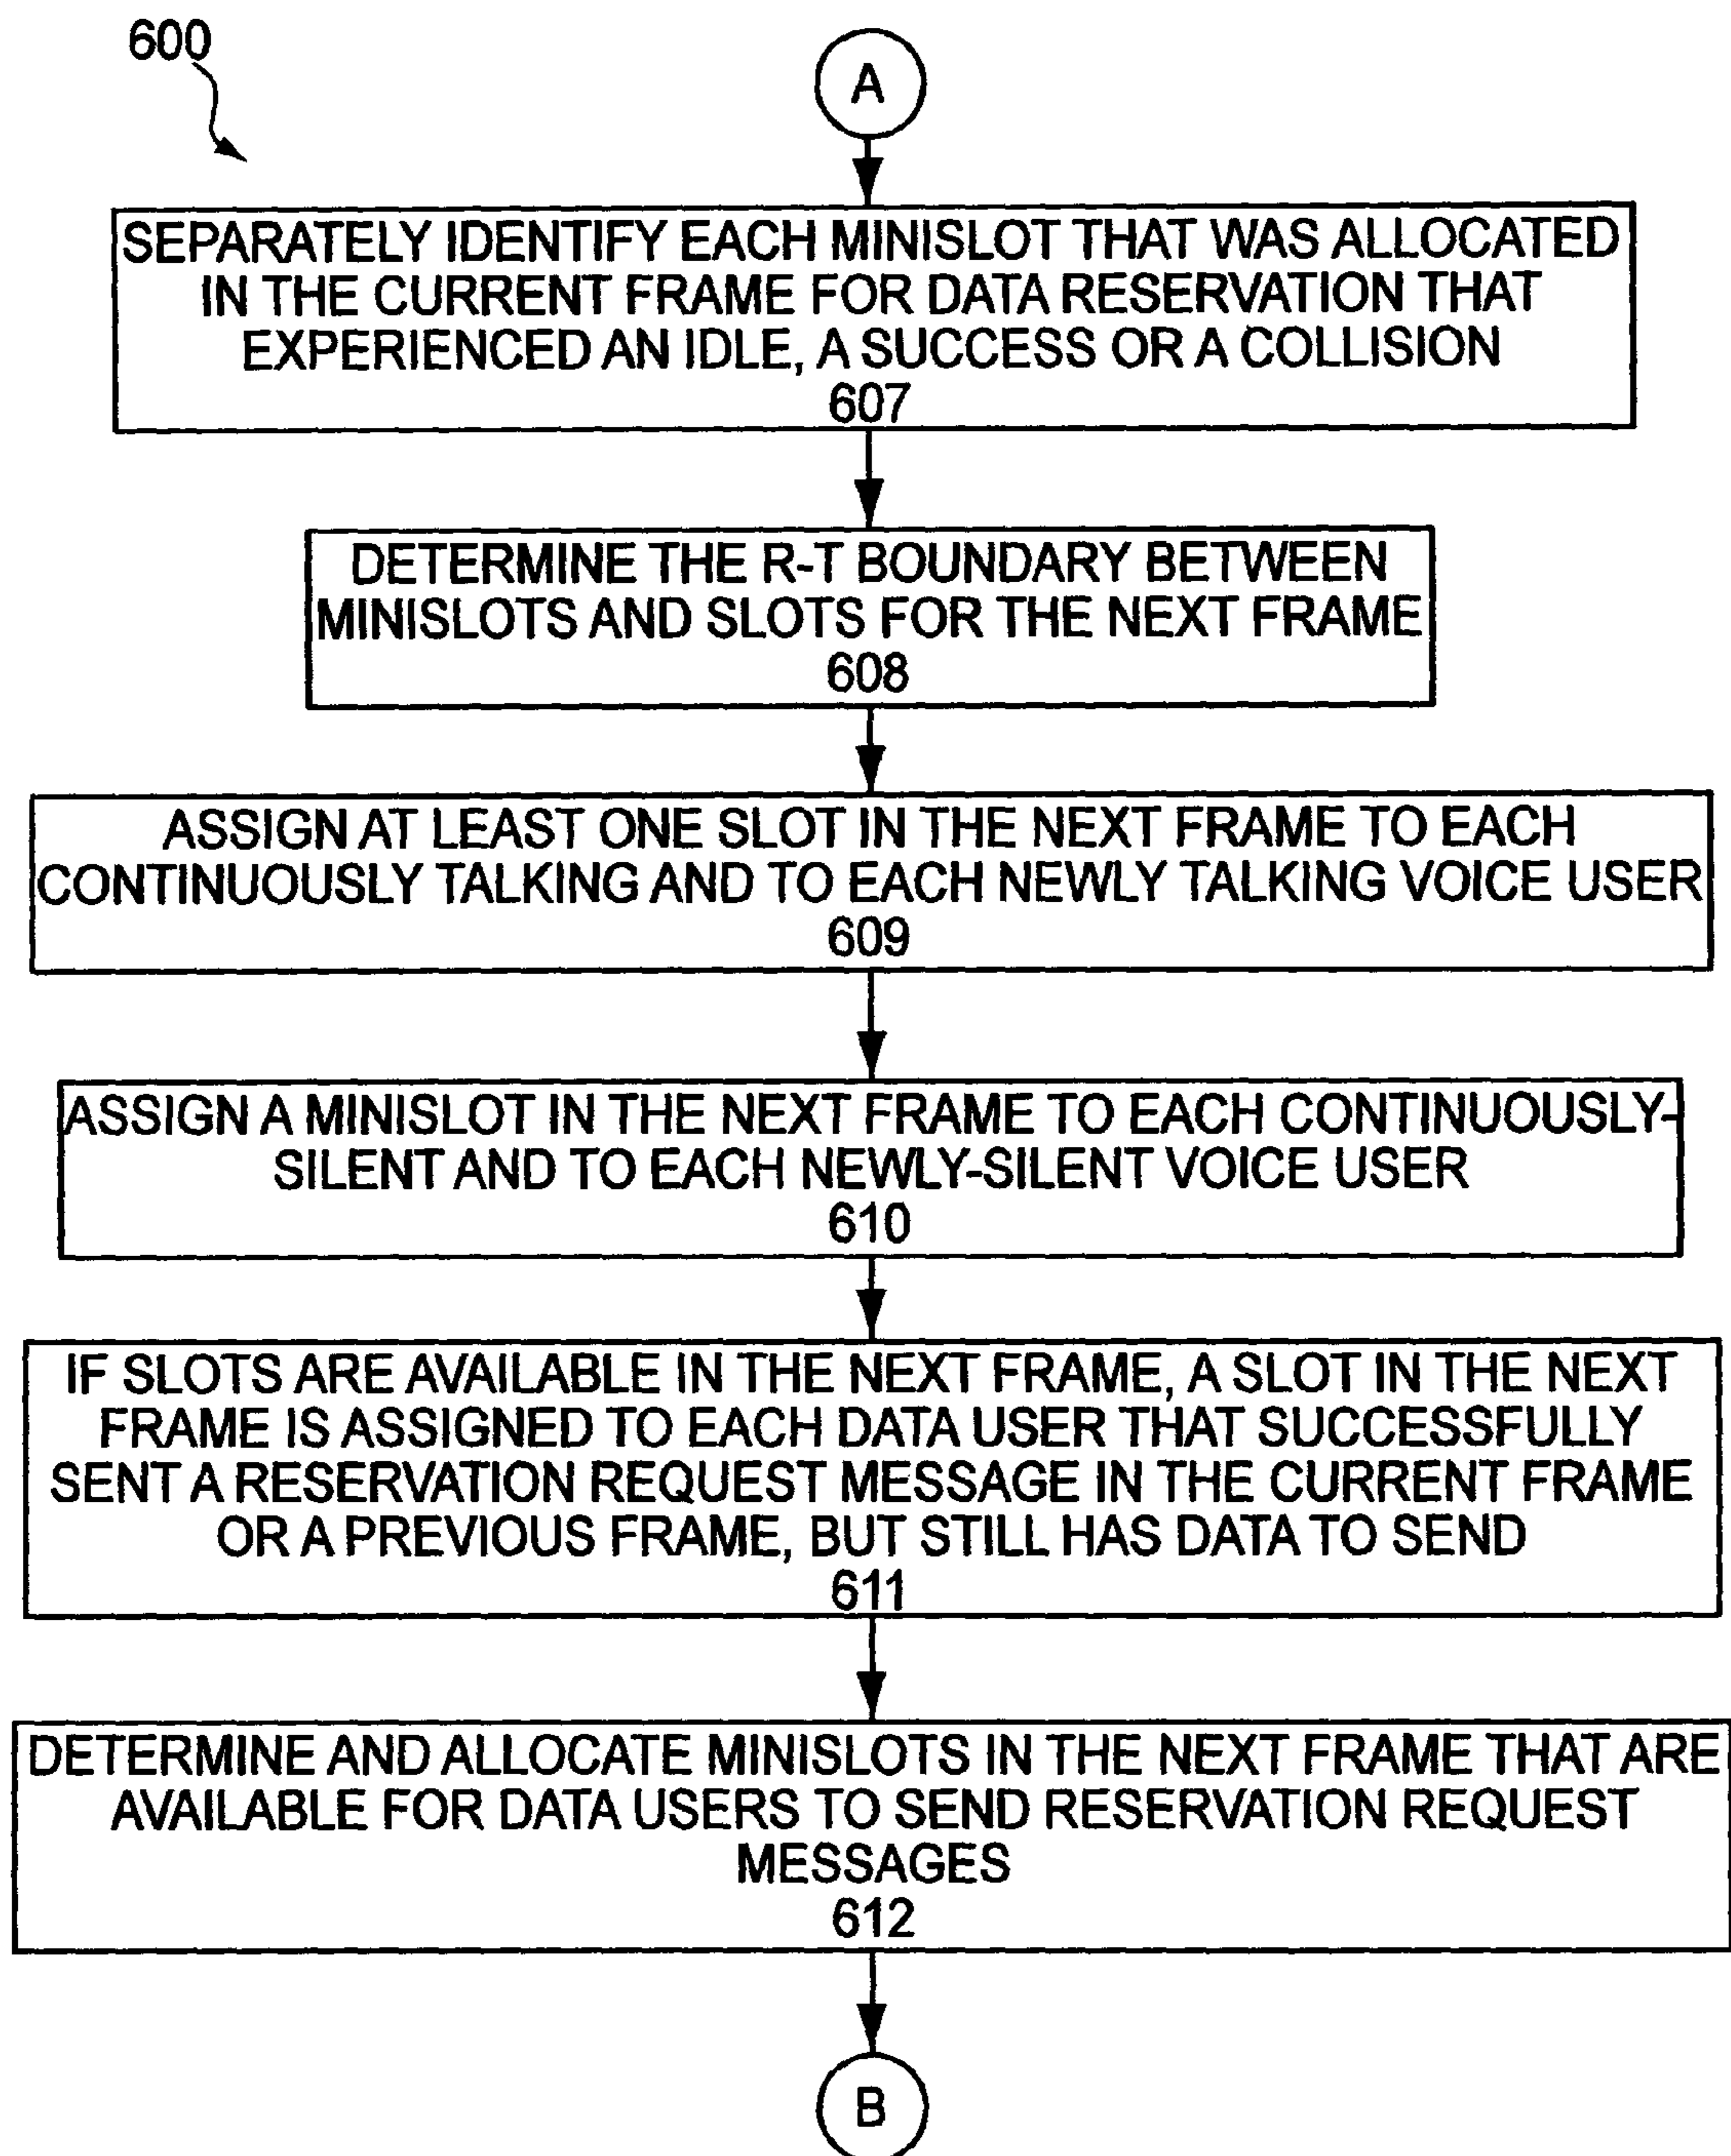 600
A
SEPARATELY IDENTIFY EACH MINISLOT THAT WAS ALLOCATED
IN THE CURRENT FRAME FOR DATA RESERVATION THAT
EXPERIENCED AN IDLE, A SUCCESS OR A COLLISION
607
DETERMINE THE R-T BOUNDARY BETWEEN
MINISLOTS AND SLOTS FOR THE NEXT FRAME
608
ASSIGN AT LEAST ONE SLOT IN THE NEXT FRAME TO EACH
CONTINUOUSLY TALKING AND TO EACH NEWLY TALKING VOICE USER
609
ASSIGN A MINISLOT IN THE NEXT FRAME TO EACH CONTINUOUSLY-
SILENT AND TO EACH NEWLY-SILENT VOICE USER
610
IF SLOTS ARE AVAILABLE IN THE NEXT FRAME, A SLOT IN THE NEXT
FRAME IS ASSIGNED TO EACH DATA USER THAT SUCCESSFULLY
SENT A RESERVATION REQUEST MESSAGE IN THE CURRENT FRAME
OR A PREVIOUS FRAME, BUT STILL HAS DATA TO SEND
611
DETERMINE AND ALLOCATE MINISLOTS IN THE NEXT FRAME THAT ARE
AVAILABLE FOR DATA USERS TO SEND RESERVATION REQUEST
MESSAGES
612
B